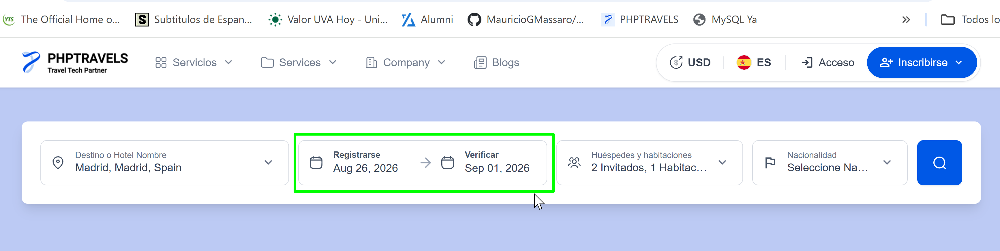 YTS The Official Home o... S Subtitulos de Espan... Valor UVA Hoy - Uni... Alumni MauricioGMassaro/... PHPTRAVELS MySQL Ya » Todos lo
PHPTRAVELS
Travel Tech Partner
Servicios Services Company Blogs $ USD ES Acceso Inscribirse
Destino o Hotel Nombre
Madrid, Madrid, Spain
Registrarse
Aug 26, 2026
Verificar
Sep 01, 2026
Huéspedes y habitaciones
2 Invitados, 1 Habitac...
Nacionalidad
Seleccione Na...